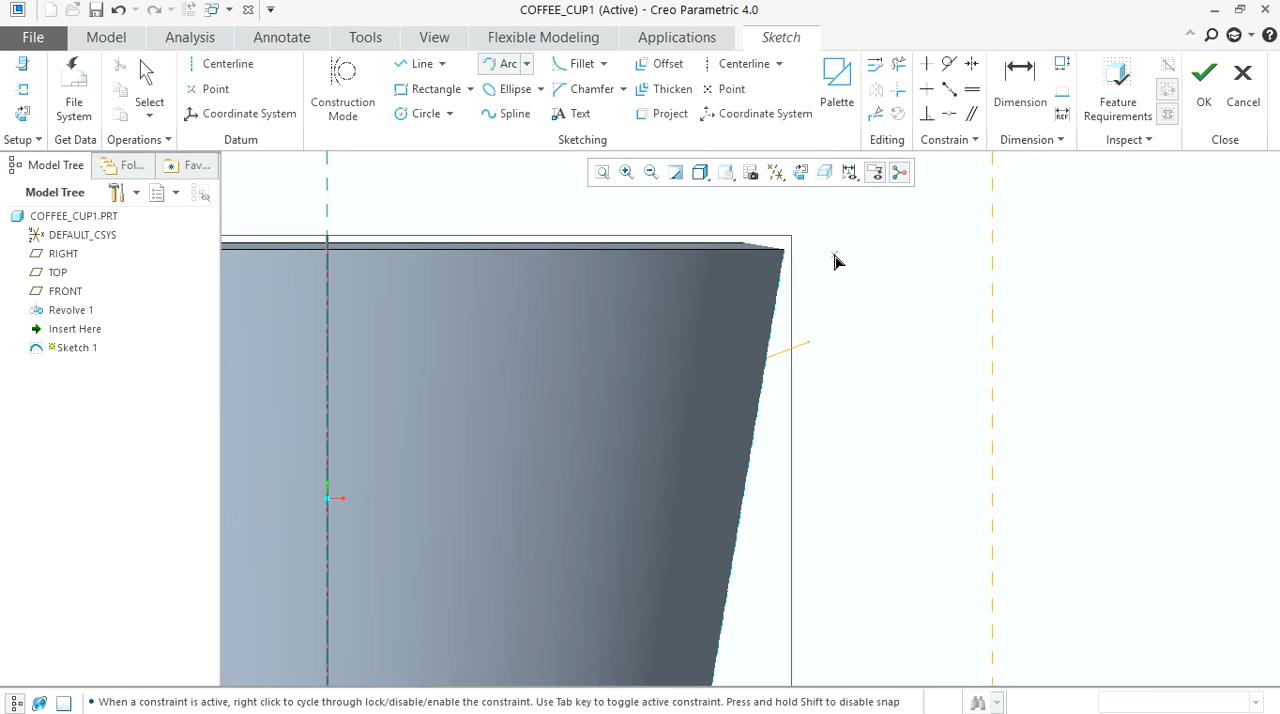 COFFEE_CUP1 (Active) - Creo Parametric 4.0
File Model Analysis Annotate Tools View Flexible Modeling Applications Sketch
Centerline Line Arc Fillet Offset Centerline
Point Rectangle Ellipse Chamfer Thicken Point
Coordinate System Circle Spline Text Project Coordinate System
File System Select Construction Mode Palette Dimension Feature Requirements OK Cancel
Setup Get Data Operations Datum Sketching Editing Constrain Dimension Inspect Close
Model Tree Fol... Fav...
Model Tree
COFFEE_CUP1.PRT
DEFAULT_CSYS
RIGHT
TOP
FRONT
Revolve 1
Insert Here
Sketch 1
When a constraint is active, right click to cycle through lock/disable/enable the constraint. Use Tab key to toggle active constraint. Press and hold Shift to disable snap